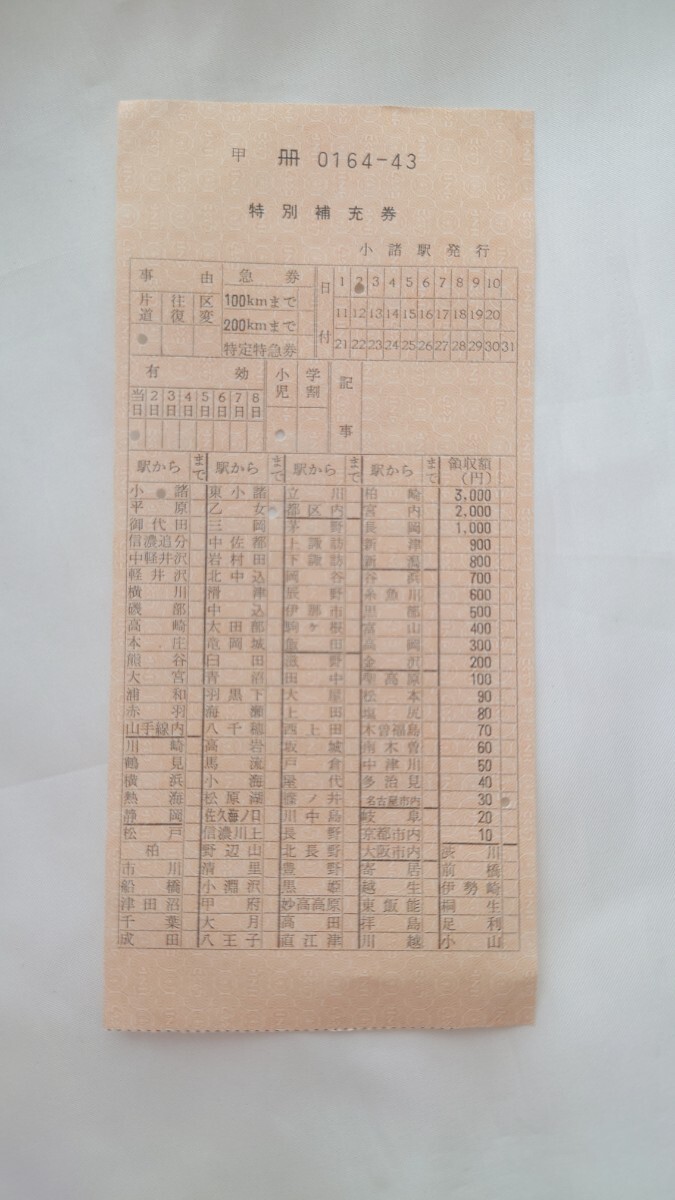 甲 冊 0164-43
特別補充券
小諸駅発行
事由 急券 日付 1 2 3 4 5 6 7 8 9 10
片道 往復 区変 100kmまで 11 12 13 14 15 16 17 18 19 20
200kmまで
特定特急券 21 22 23 24 25 26 27 28 29 30 31
有効 小児 学割 記事
当日 2日 3日 4日 5日 6日 7日 8日
駅から まで 駅から まで 駅から まで 駅から まで 領収額(円)
小諸 東小諸 立川 柏崎 3,000
平原 乙女 都区内 宮内 2,000
御代田 三岡 茅野 長岡 1,000
信濃追分 中佐都 上諏訪 新津 900
中軽井沢 岩村田 下諏訪 新潟 800
軽井沢 北中込 岡谷 谷浜 700
横川 滑津 辰野 糸魚川 600
磯部 中込 伊那市 黒部 500
高崎 太田部 駒ヶ根 富山 400
本庄 竜岡城 飯田 高岡 300
熊谷 臼田 滋野 金沢 200
大宮 青沼 田中 明高原 100
浦和 羽黒下 大屋 松本 90
赤羽 海瀬 上田 塩尻 80
山手線内 八千穂 西上田 木曽福島 70
川崎 高岩 坂城 南木曽 60
鶴見 馬流 戸倉 中津川 50
横浜 小海 屋代 多治見 40
熱海 松原湖 篠ノ井 名古屋市内 30
静岡 佐久海ノ口 川中島 岐阜 20
松戸 信濃川上 長野 京都市内 10
柏 野辺山 北長野 大阪市内 渋川
市川 清里 豊野 寄居 前橋
船橋 小淵沢 黒姫 越生 伊勢崎
津田沼 甲府 妙高高原 東飯能 桐生
千葉 大月 高田 拝島 足利
成田 八王子 直江津 川越 小山